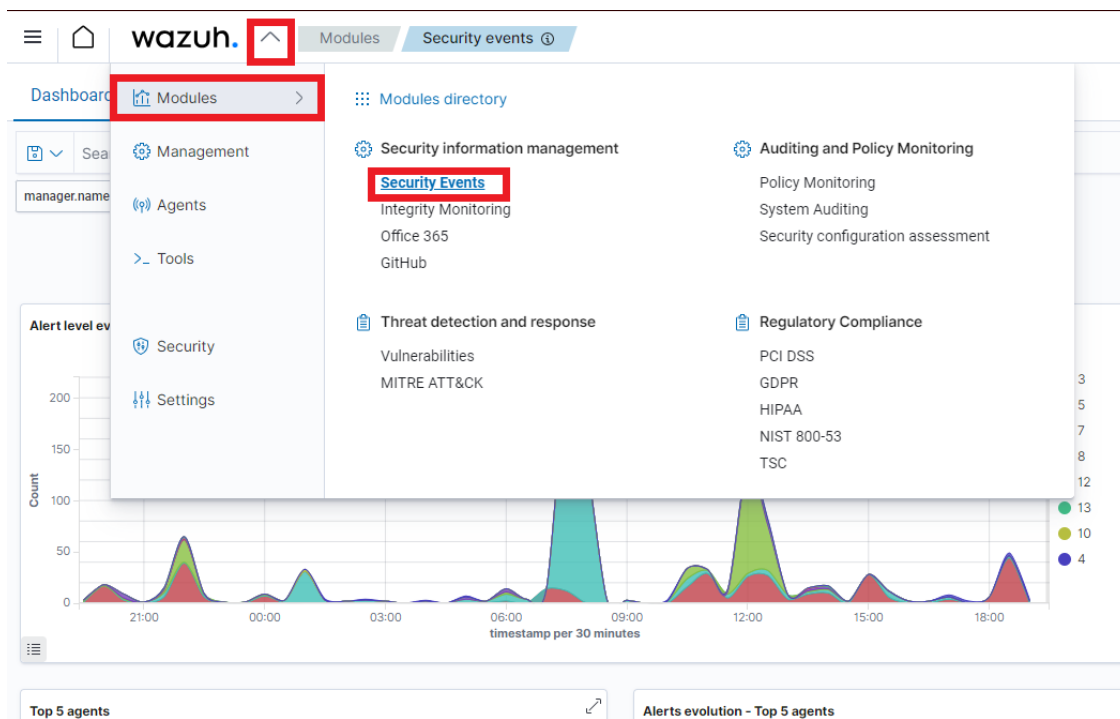 wazuh.
Modules
Security events
Dashboard
Modules
Modules directory
Sea
Management
Security information management
Auditing and Policy Monitoring
manager.name
Security Events
Policy Monitoring
Agents
Integrity Monitoring
System Auditing
Office 365
Security configuration assessment
Tools
GitHub
Alert level ev
Threat detection and response
Regulatory Compliance
Security
Vulnerabilities
PCI DSS
MITRE ATT&CK
GDPR
Settings
HIPAA
NIST 800-53
TSC
3
5
7
8
12
13
10
4
200
150
100
50
0
Count
21:00 00:00 03:00 06:00 09:00 12:00 15:00 18:00
timestamp per 30 minutes
Top 5 agents
Alerts evolution - Top 5 agents